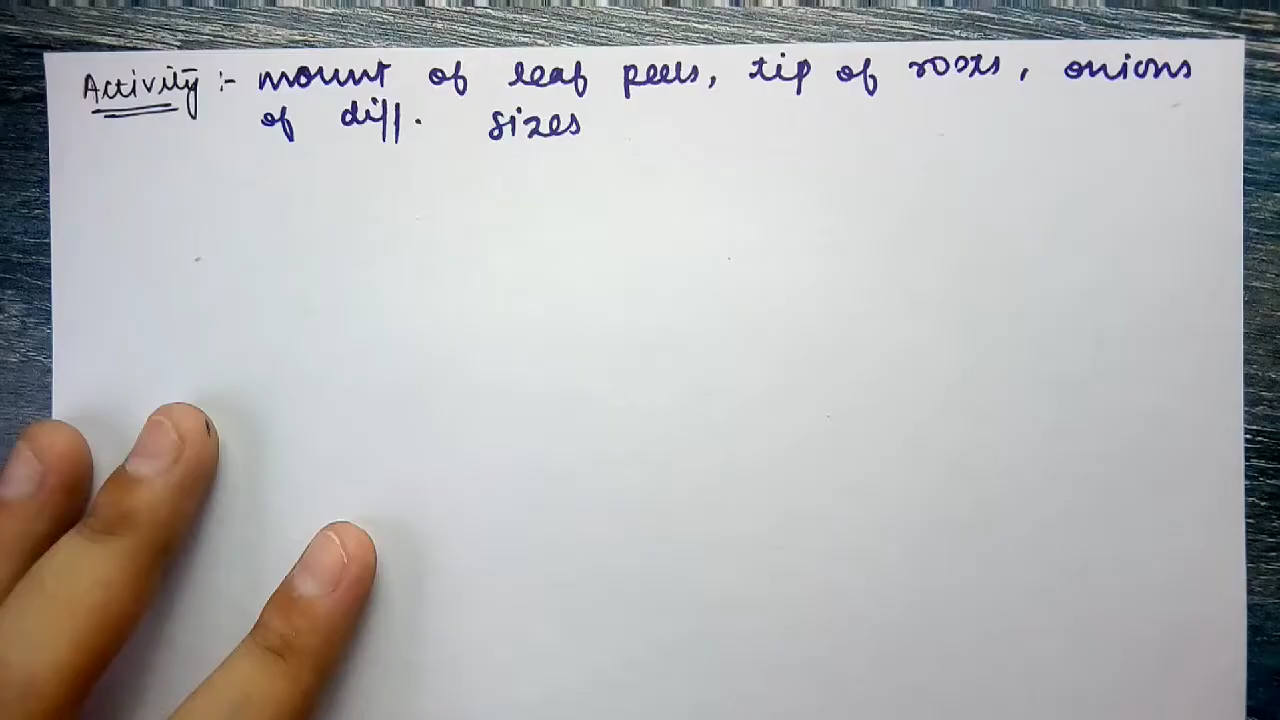 Activity :- mount of leaf peels, tip of roots, onions
of diff. sizes